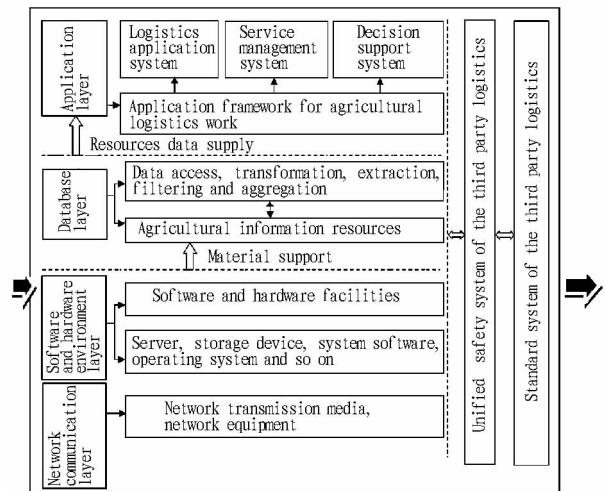 Application
layer
Logistics
application
system
Service
management
system
Decision
support
system
Application framework for agricultural
logistics work
Resources data supply
Database
layer
Data access, transformation, extraction,
filtering and aggregation
Agricultural information resources
Material support
Software
and hardware
environment
layer
Software and hardware facilities
Server, storage device, system software,
operating system and so on
Network
communication
layer
Network transmission media,
network equipment
Unified safety system of the third party logistics
Standard system of the third party logistics